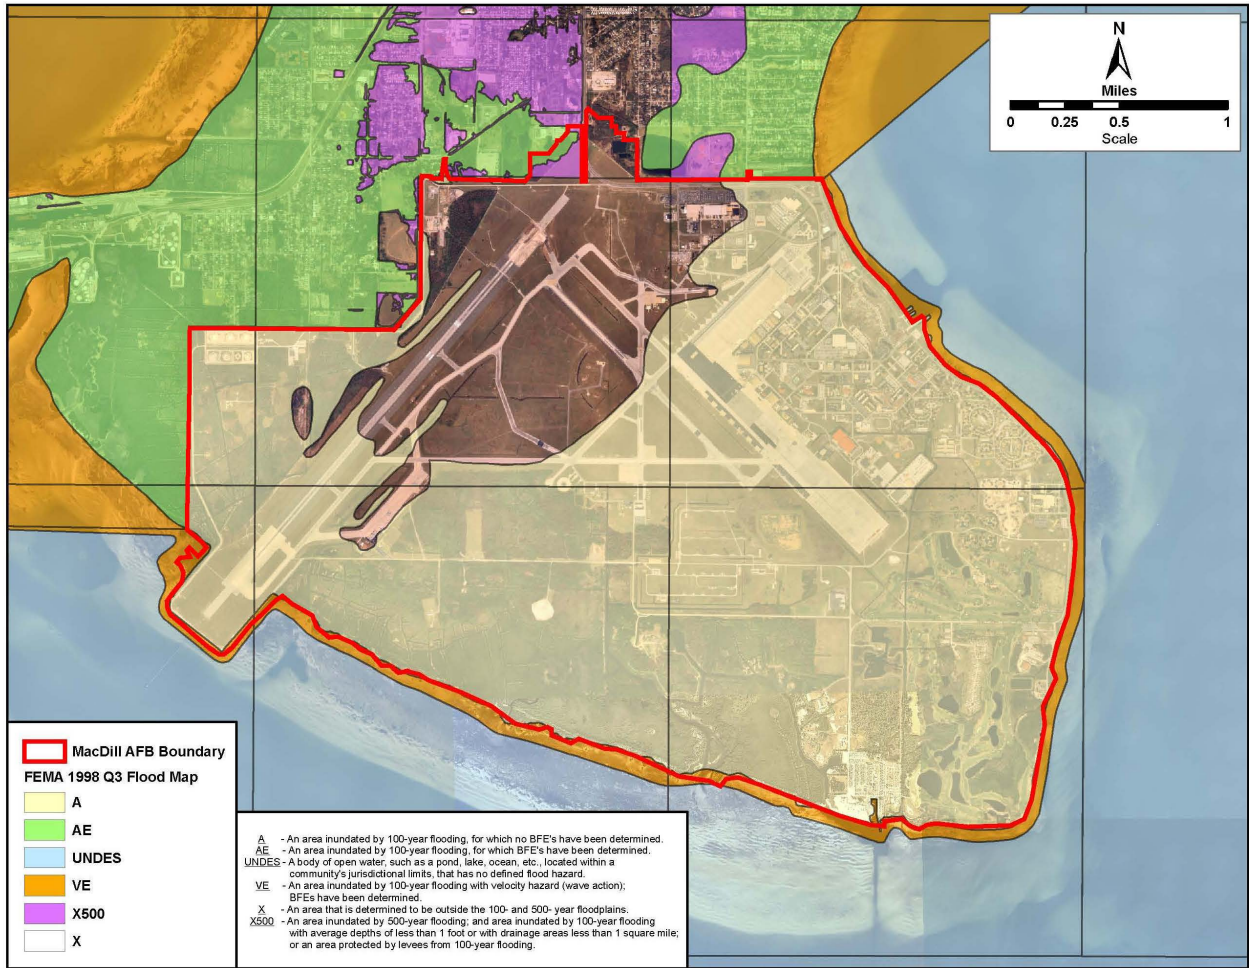 N
Miles
0 0.25 0.5 1
Scale
MacDill AFB Boundary
FEMA 1998 Q3 Flood Map
A
AE
UNDES
VE
X500
X
A - An area inundated by 100-year flooding, for which no BFE's have been determined.
AE - An area inundated by 100-year flooding, for which BFE's have been determined.
UNDES - A body of open water, such as a pond, lake, ocean, etc., located within a
community's jurisdictional limits, that has no defined flood hazard.
VE - An area inundated by 100-year flooding with velocity hazard (wave action);
BFEs have been determined.
X - An area that is determined to be outside the 100- and 500- year floodplains.
X500 - An area inundated by 500-year flooding; and area inundated by 100-year flooding
with average depths of less than 1 foot or with drainage areas less than 1 square mile;
or an area protected by levees from 100-year flooding.